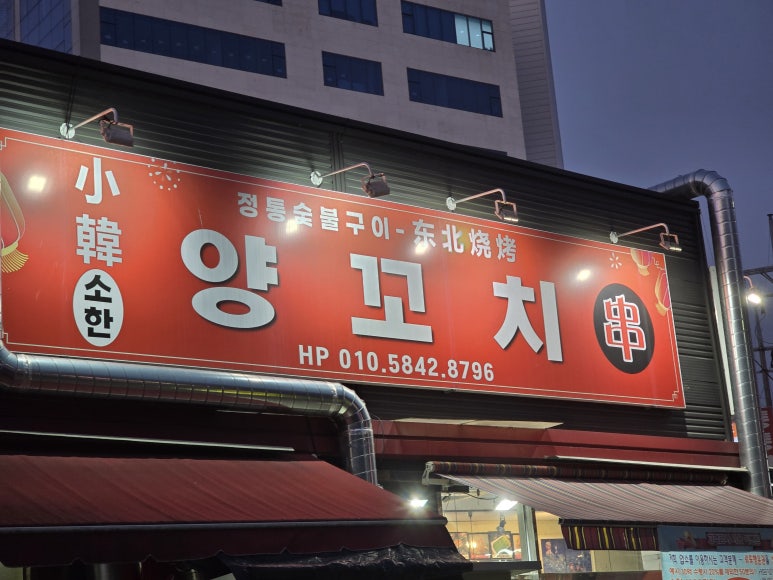 小韓
소한
정통숯불구이-东北烧烤
양꼬치
串
HP 010.5842.8796